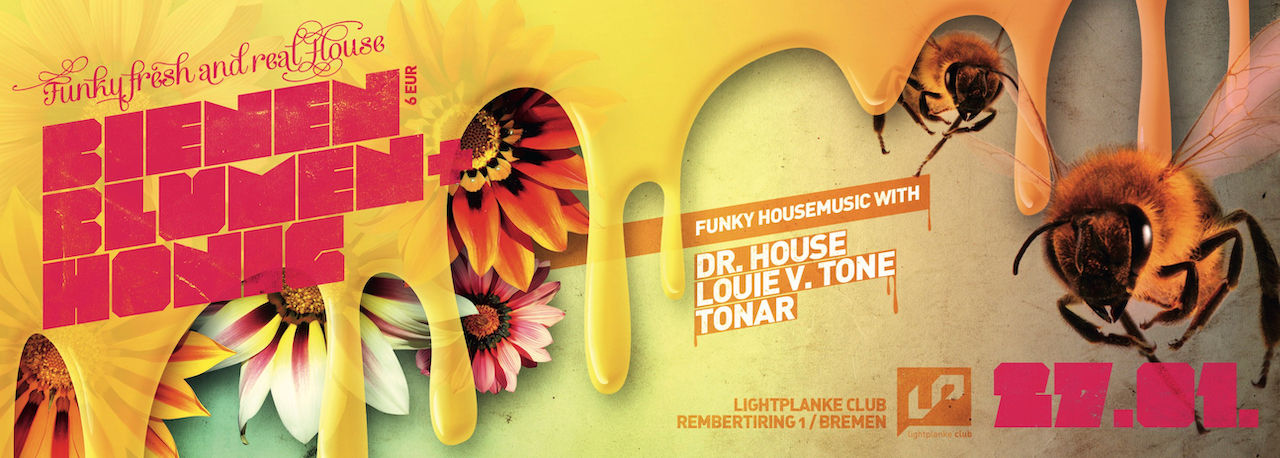 Funky fresh and real House
BIENEN
6 EUR
BLUMEN+
HONIG
FUNKY HOUSEMUSIC WITH
DR. HOUSE
LOUIE V. TONE
TONAR
LIGHTPLANKE CLUB
REMBERTIRING 1 / BREMEN
LP
lightplanke club
27.01.